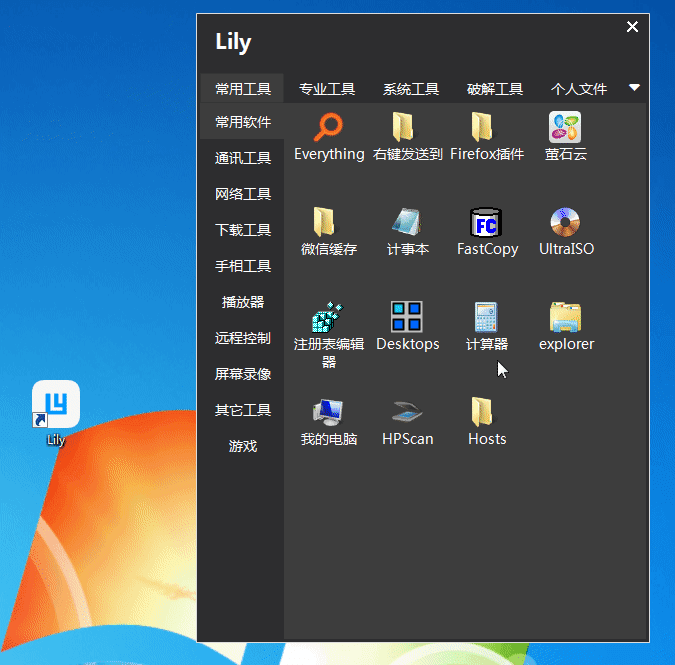 Lily
常用工具 专业工具 系统工具 破解工具 个人文件
常用软件
通讯工具
网络工具
下载工具
手相工具
播放器
远程控制
屏幕录像
其它工具
游戏
Everything 右键发送到 Firefox插件 萤石云
微信缓存 计事本 FastCopy UltraISO
FC
注册表编辑
器
Desktops 计算器 explorer
我的电脑 HPScan Hosts
Lily